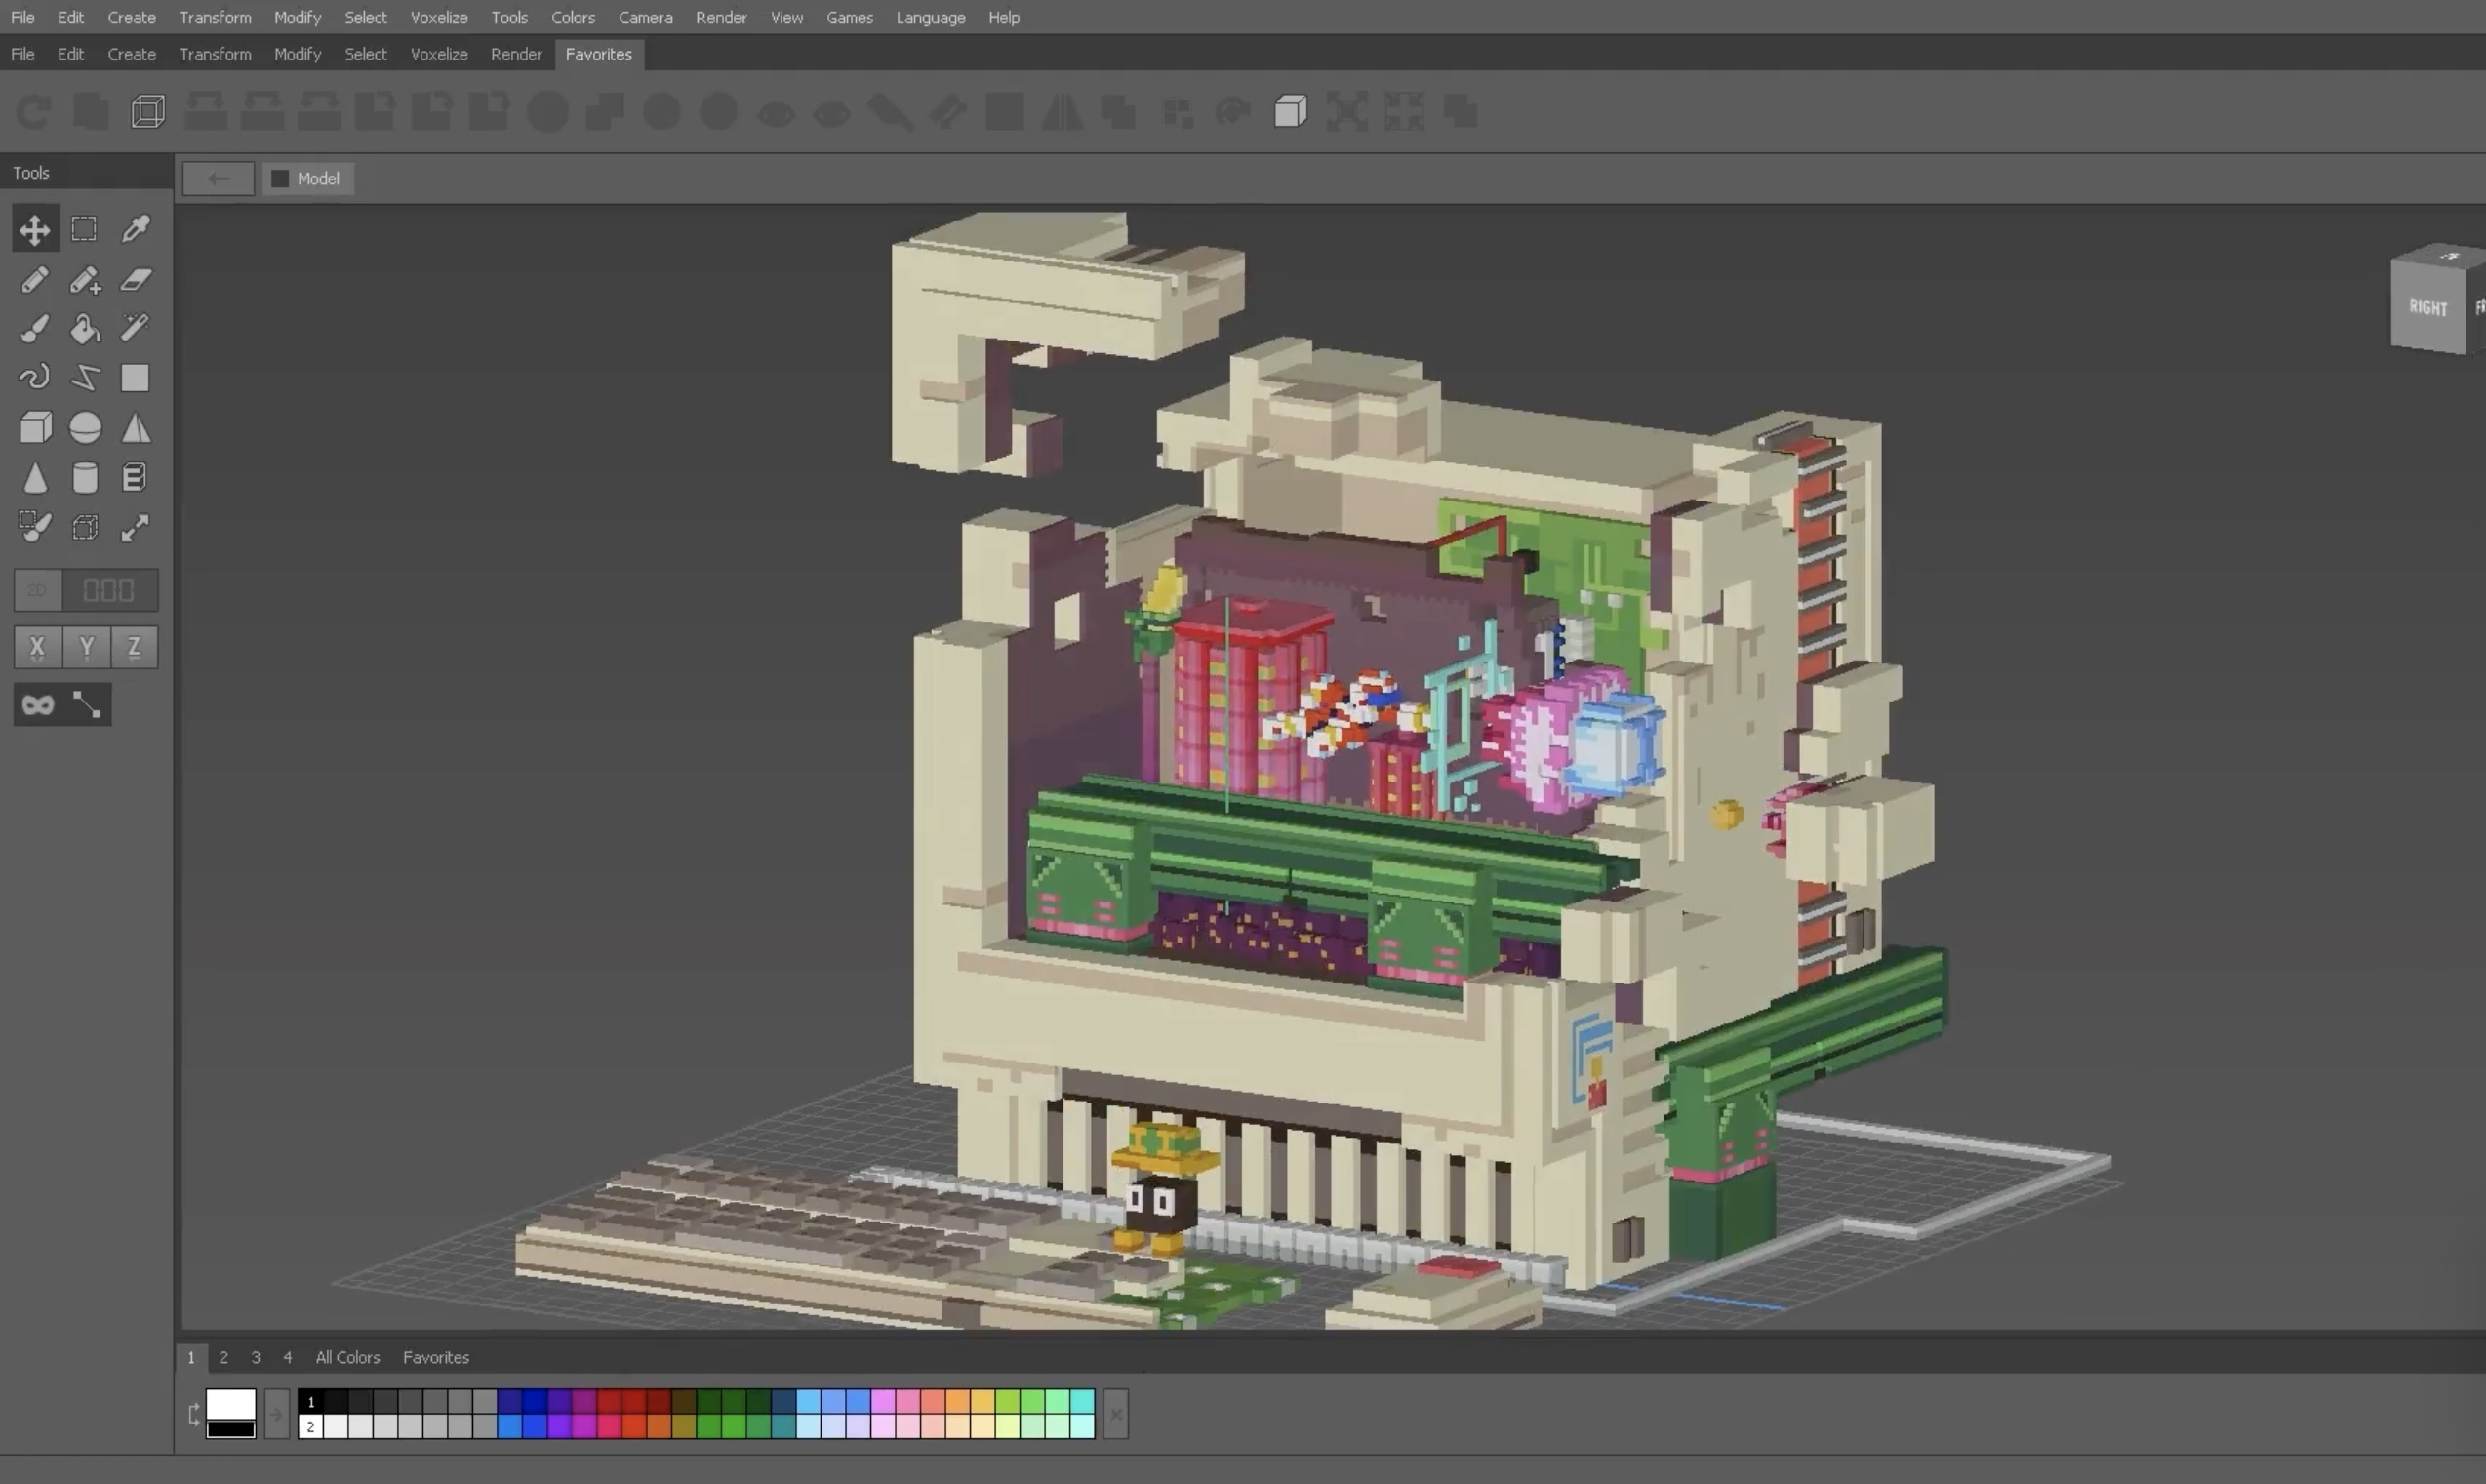 File Edit Create Transform Modify Select Voxelize Tools Colors Camera Render View Games Language Help
File Edit Create Transform Modify Select Voxelize Render Favorites
Tools
← Model
RIGHT
2D
X Y Z
1 2 3 4 All Colors Favorites
1
2